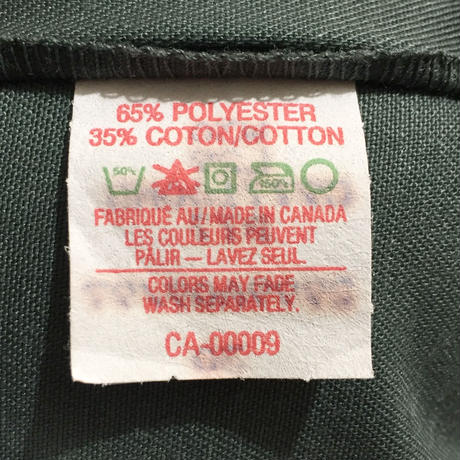 65% POLYESTER
35% COTON/COTTON
50°
150°
FABRIQUÉ AU/MADE IN CANADA
LES COULEURS PEUVENT
PÂLIR — LAVEZ SEUL.
COLORS MAY FADE
WASH SEPARATELY.
CA-00009